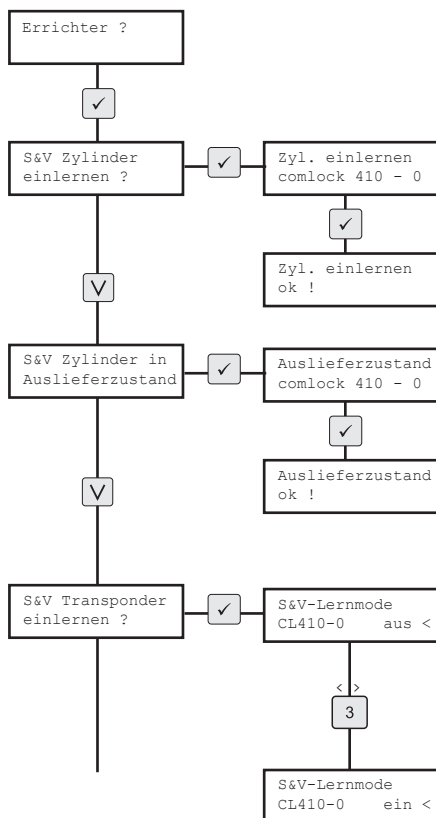 Errichter ?
✓
S&V Zylinder
einlernen ?
✓
Zyl. einlernen
comlock 410 - 0
✓
Zyl. einlernen
ok !
V
S&V Zylinder in
Auslieferzustand
✓
Auslieferzustand
comlock 410 - 0
✓
Auslieferzustand
ok !
V
S&V Transponder
einlernen ?
✓
S&V-Lernmode
CL410-0 aus <
< >
3
S&V-Lernmode
CL410-0 ein <